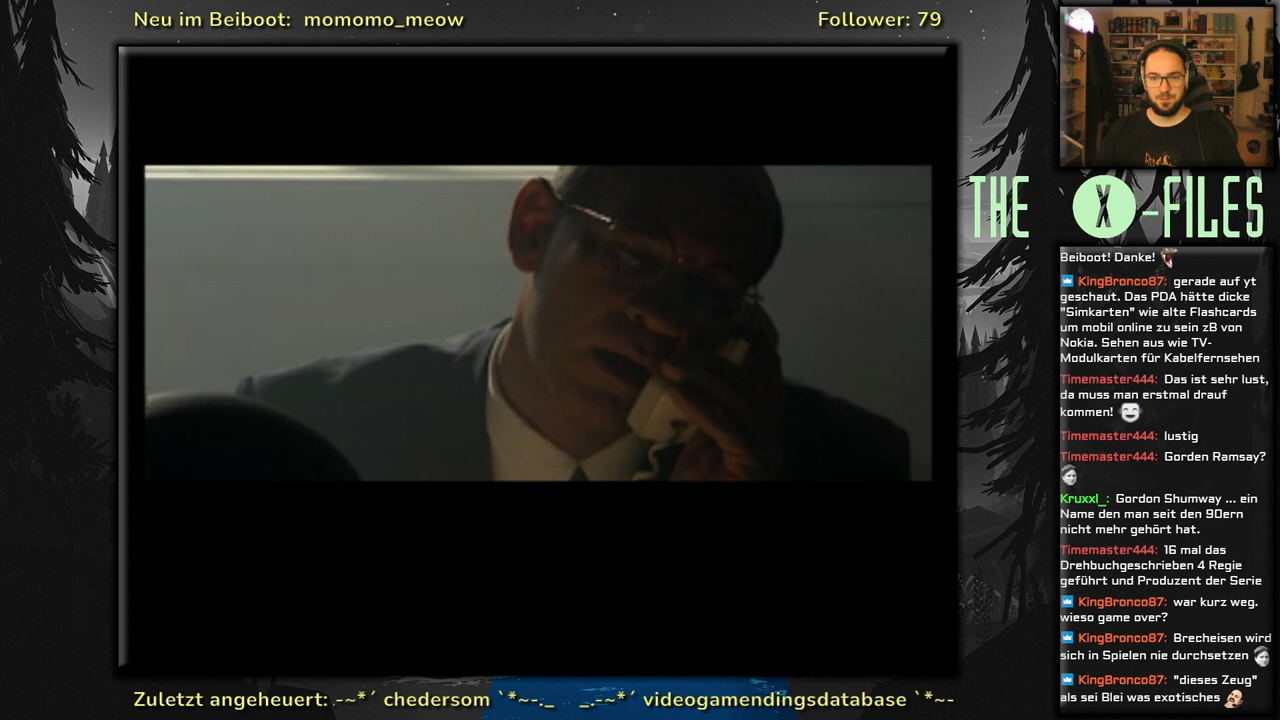 Neu im Beiboot: momomo_meow
Follower: 79
THE X-FILES
Beiboot! Danke!
KingBronco87: gerade auf yt
geschaut. Das PDA hätte dicke
"Simkarten" wie alte Flashcards
um mobil online zu sein zB von
Nokia. Sehen aus wie TV-
Modulkarten für Kabelfernsehen
Timemaster444: Das ist sehr lust,
da muss man erstmal drauf
kommen!
Timemaster444: lustig
Timemaster444: Gorden Ramsay?
Kruxxl_: Gordon Shumway ... ein
Name den man seit den 90ern
nicht mehr gehört hat.
Timemaster444: 16 mal das
Drehbuchgeschrieben 4 Regie
geführt und Produzent der Serie
KingBronco87: war kurz weg.
wieso game over?
KingBronco87: Brecheisen wird
sich in Spielen nie durchsetzen
KingBronco87: "dieses Zeug"
als sei Blei was exotisches
Zuletzt angeheuert: -~*´ chedersom `*~-._ _.-~*´ videogamendingsdatabase `*~-